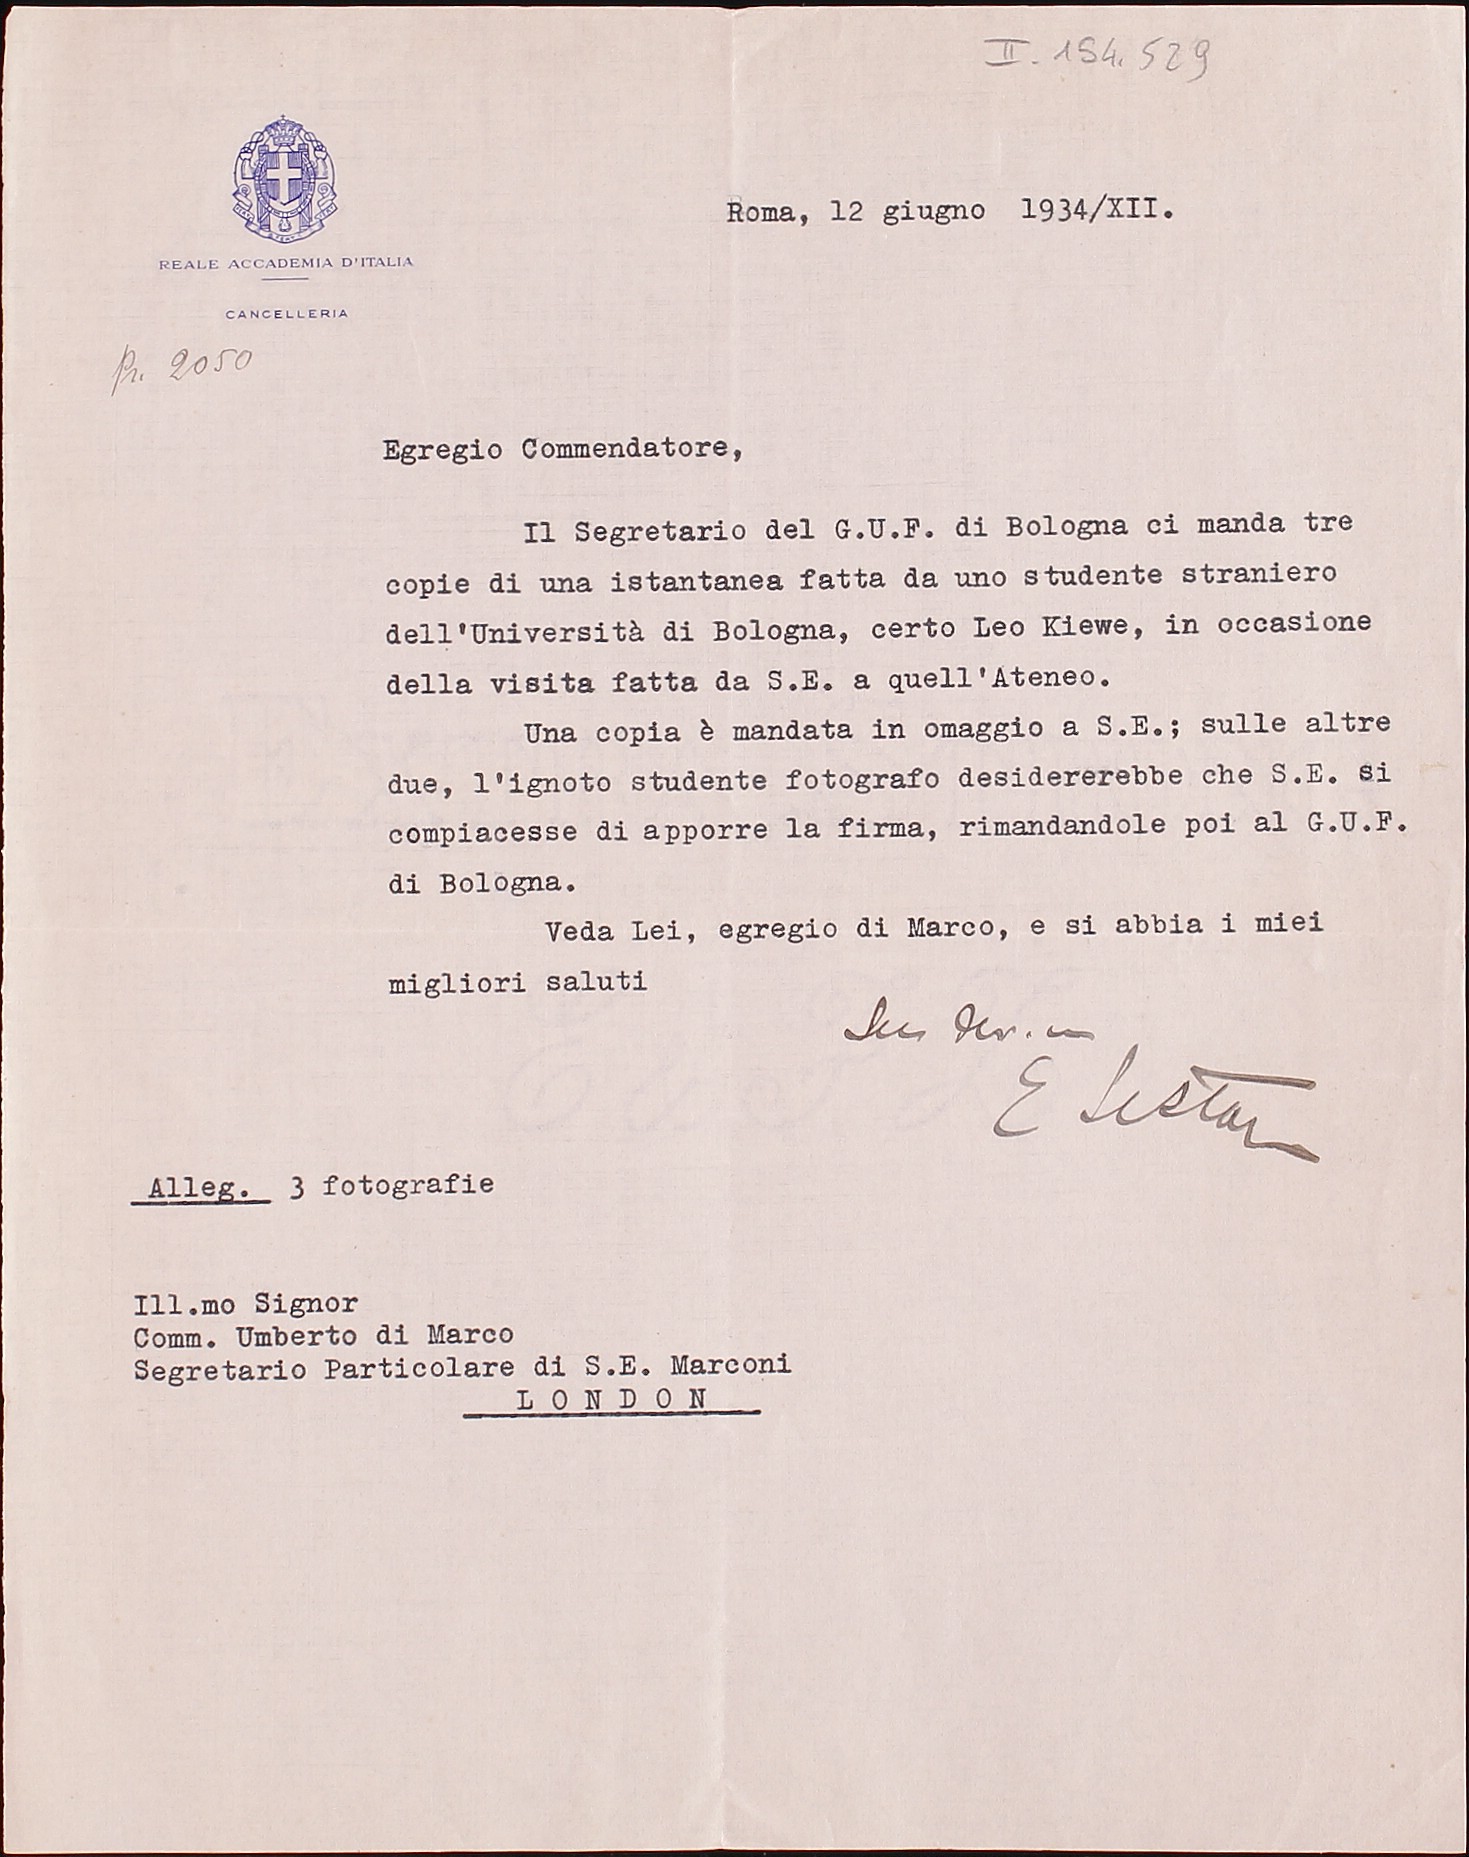 II. 154.529
REALE ACCADEMIA D'ITALIA
CANCELLERIA
Pr. 2050
Roma, 12 giugno 1934/XII.
Egregio Commendatore,
Il Segretario del G.U.F. di Bologna ci manda tre
copie di una istantanea fatta da uno studente straniero
dell'Università di Bologna, certo Leo Kiewe, in occasione
della visita fatta da S.E. a quell'Ateneo.
Una copia è mandata in omaggio a S.E.; sulle altre
due, l'ignoto studente fotografo desidererebbe che S.E. si
compiacesse di apporre la firma, rimandandole poi al G.U.F.
di Bologna.
Veda Lei, egregio di Marco, e si abbia i miei
migliori saluti
E Sestan
Alleg. 3 fotografie
Ill.mo Signor
Comm. Umberto di Marco
Segretario Particolare di S.E. Marconi
L O N D O N